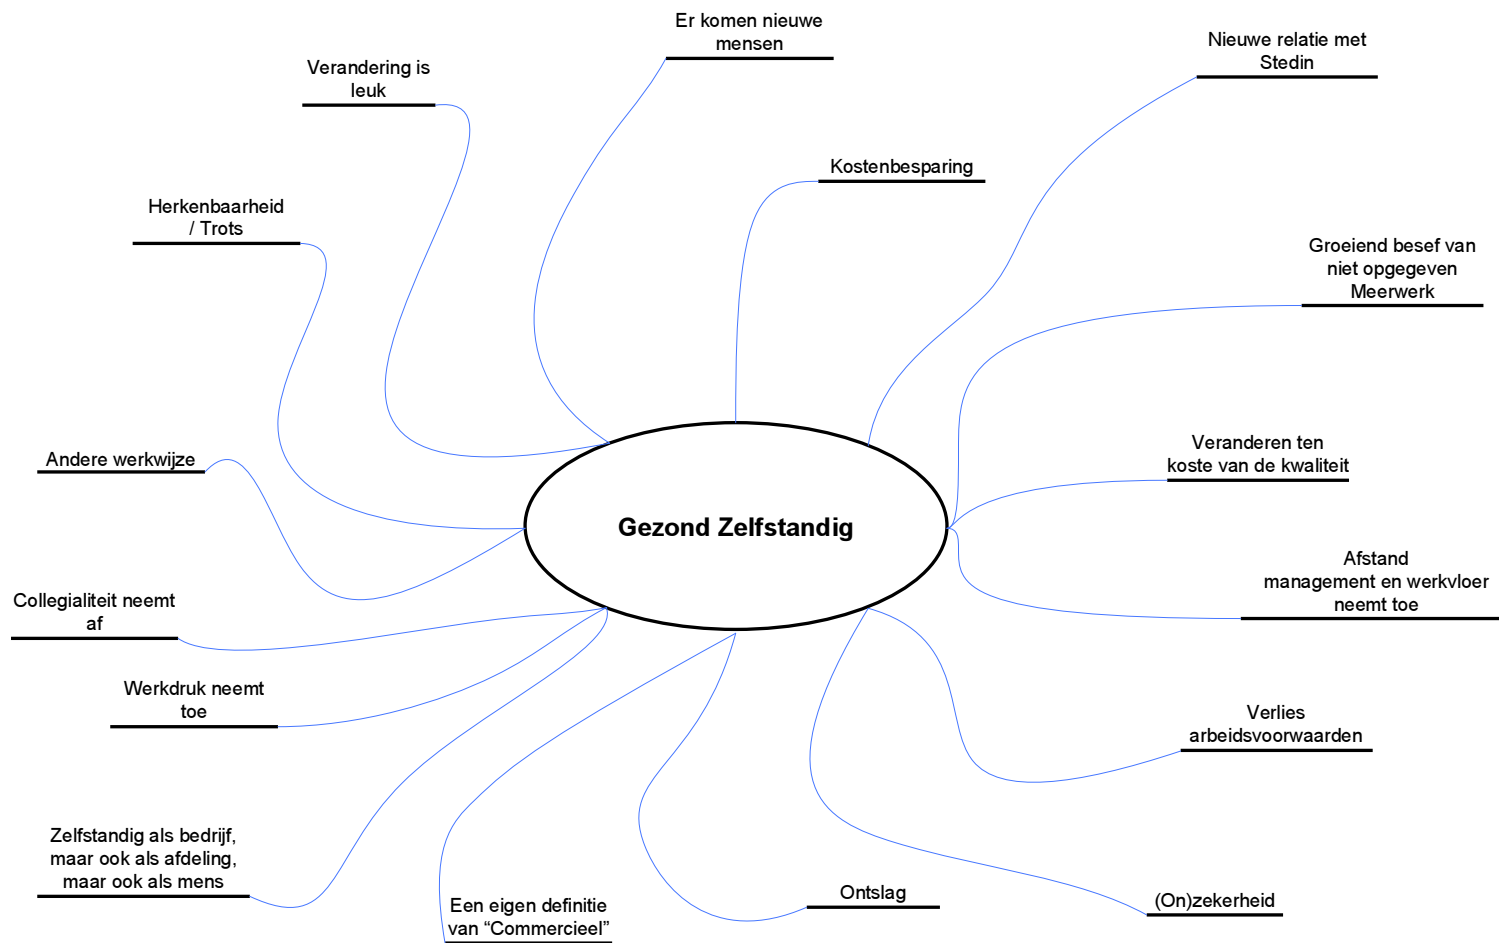 Er komen nieuwe
mensen
Nieuwe relatie met
Stedin
Verandering is
leuk
Kostenbesparing
Herkenbaarheid
/ Trots
Groeiend besef van
niet opgegeven
Meerwerk
Andere werkwijze
Veranderen ten
koste van de kwaliteit
Gezond Zelfstandig
Afstand
management en werkvloer
neemt toe
Collegialiteit neemt
af
Werkdruk neemt
toe
Verlies
arbeidsvoorwaarden
Zelfstandig als bedrijf,
maar ook als afdeling,
maar ook als mens
Een eigen definitie
van “Commercieel”
Ontslag
(On)zekerheid